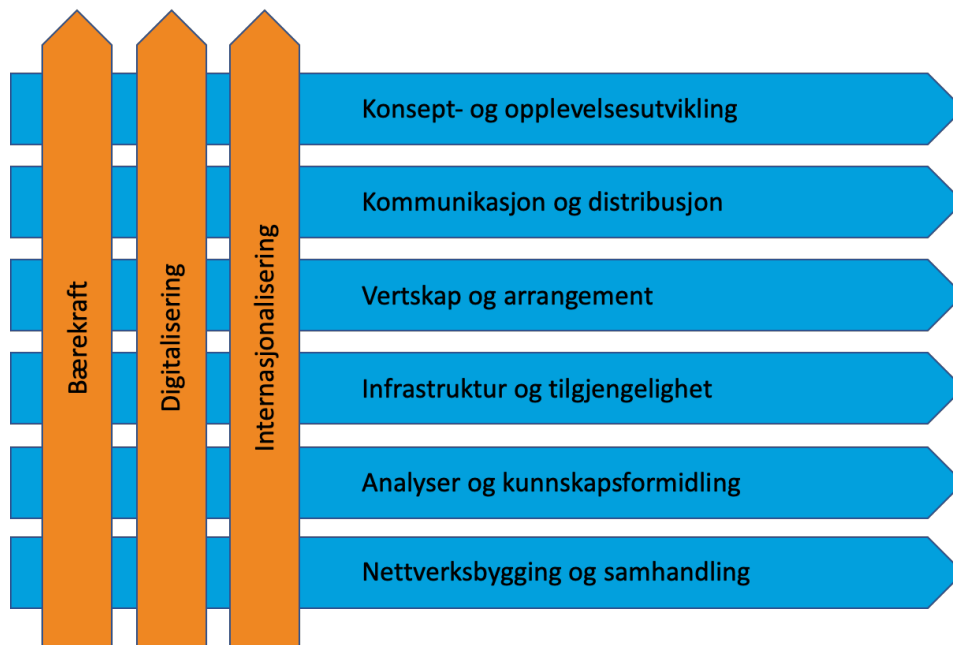 Konsept- og opplevelsesutvikling
Kommunikasjon og distribusjon
Vertskap og arrangement
Infrastruktur og tilgjengelighet
Analyser og kunnskapsformidling
Nettverksbygging og samhandling
Bærekraft
Digitalisering
Internasjonalisering